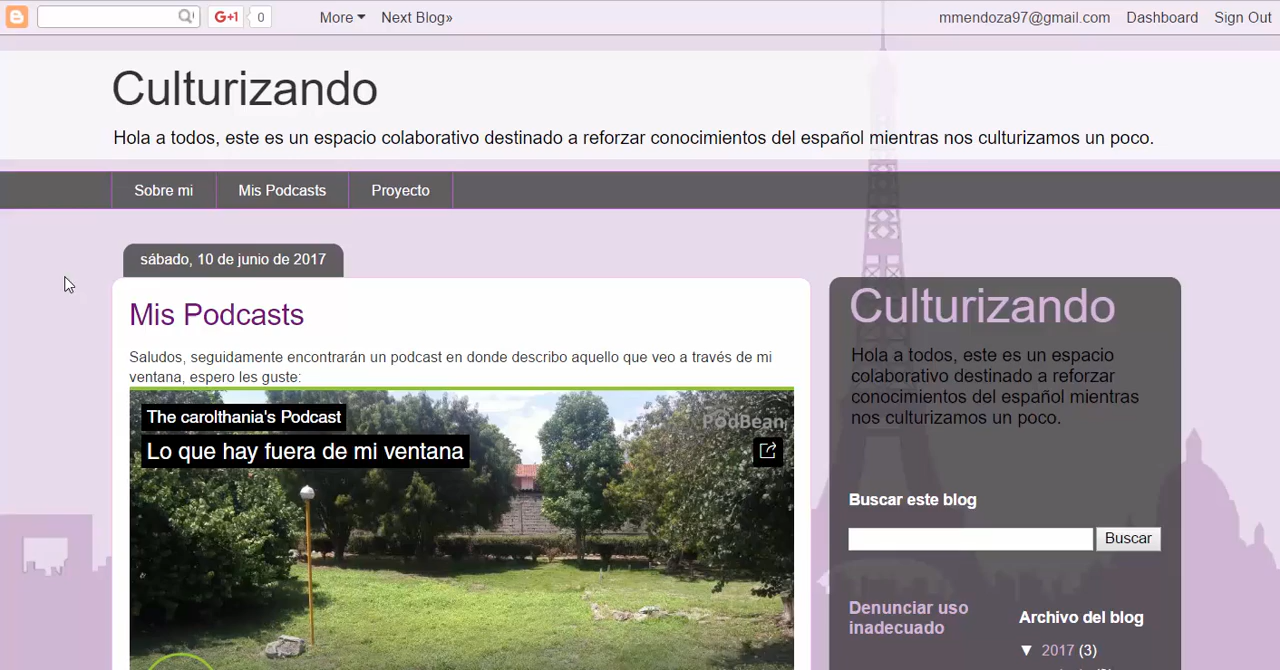 G+1 0 More Next Blog» mmendoza97@gmail.com Dashboard Sign Out
Culturizando
Hola a todos, este es un espacio colaborativo destinado a reforzar conocimientos del español mientras nos culturizamos un poco.
Sobre mi Mis Podcasts Proyecto
sábado, 10 de junio de 2017
Mis Podcasts
Saludos, seguidamente encontrarán un podcast en donde describo aquello que veo a través de mi
ventana, espero les guste:
The carolthania's Podcast
PodBean
Lo que hay fuera de mi ventana
Culturizando
Hola a todos, este es un espacio
colaborativo destinado a reforzar
conocimientos del español mientras
nos culturizamos un poco.
Buscar este blog
Buscar
Denunciar uso
inadecuado
Archivo del blog
▼ 2017 (3)